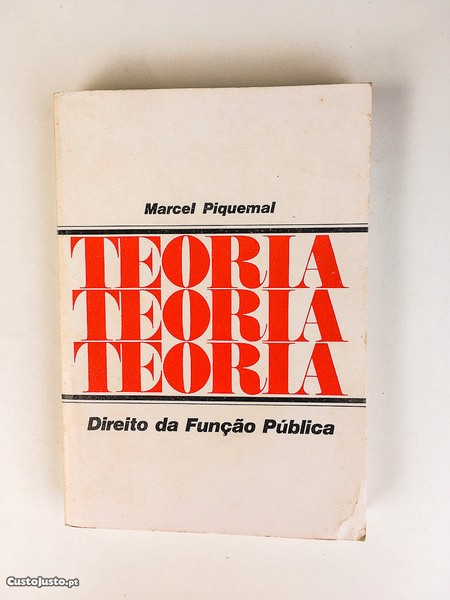 Marcel Piquemal
TEORIA
TEORIA
TEORIA
Direito da Função Pública
CustoJusto.pt